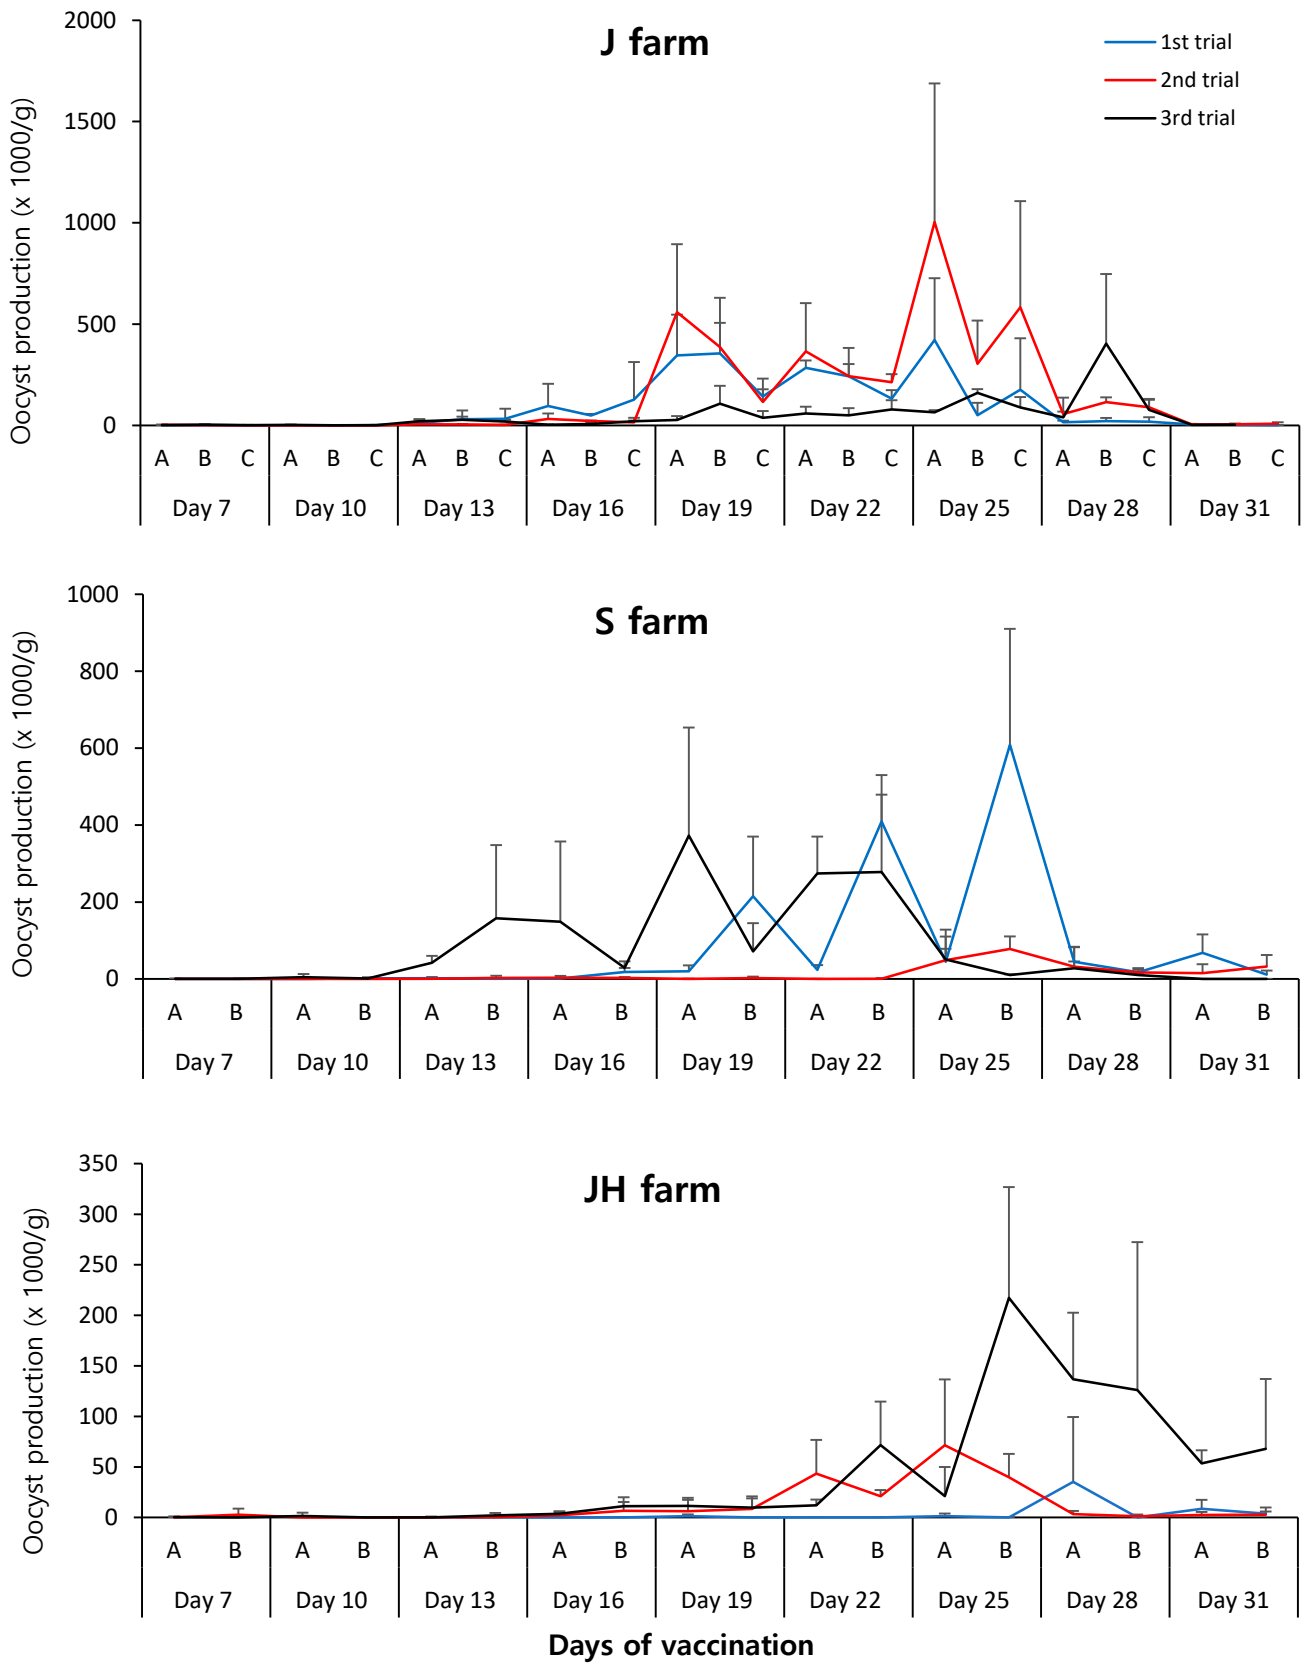 J farm
1st trial
2nd trial
3rd trial
Oocyst production (x 1000/g)
2000
1500
1000
500
0
A B C A B C A B C A B C A B C A B C A B C A B C A B C
Day 7 Day 10 Day 13 Day 16 Day 19 Day 22 Day 25 Day 28 Day 31
S farm
Oocyst production (x 1000/g)
1000
800
600
400
200
0
A B A B A B A B A B A B A B A B A B
Day 7 Day 10 Day 13 Day 16 Day 19 Day 22 Day 25 Day 28 Day 31
JH farm
Oocyst production (x 1000/g)
350
300
250
200
150
100
50
0
A B A B A B A B A B A B A B A B A B
Day 7 Day 10 Day 13 Day 16 Day 19 Day 22 Day 25 Day 28 Day 31
Days of vaccination